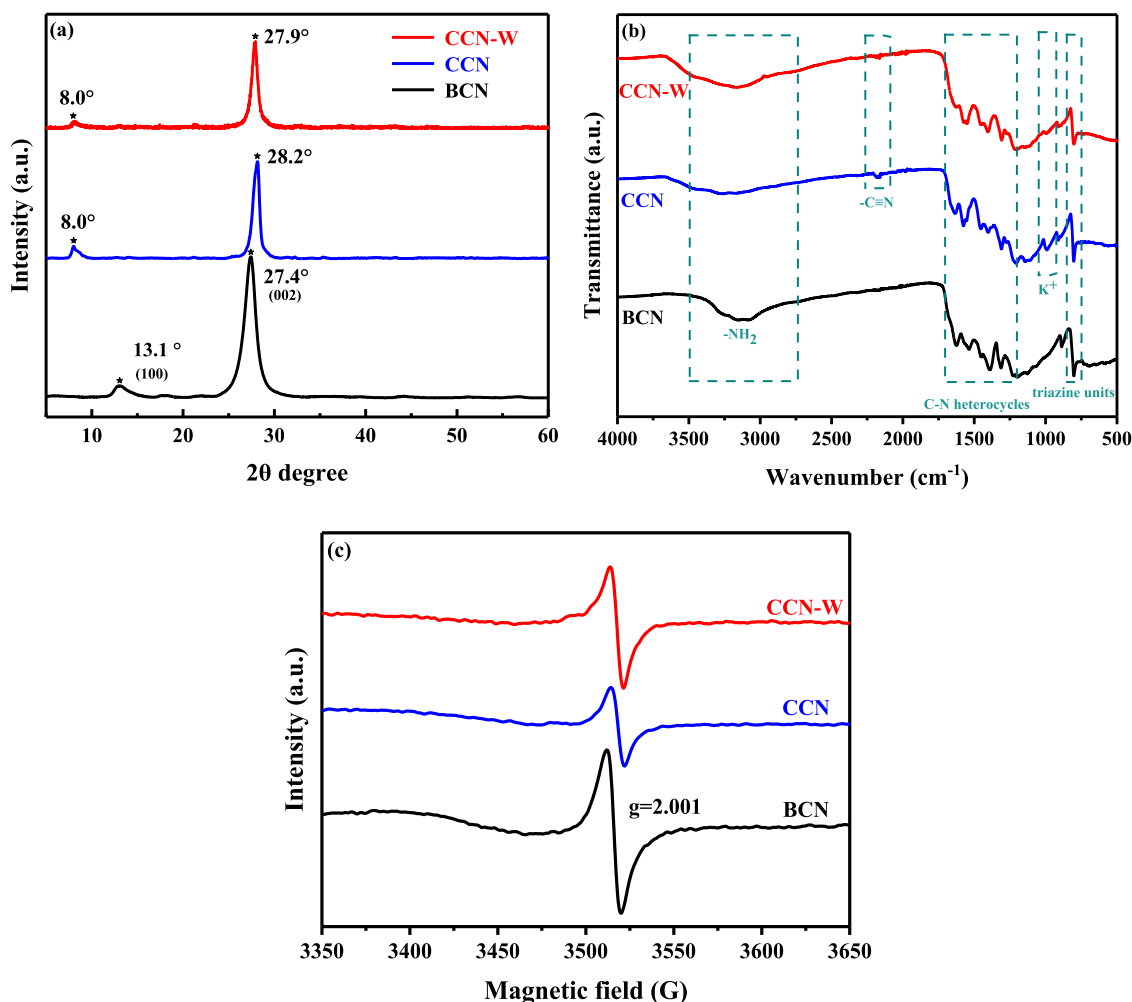 (a)
27.9°
CCN-W
CCN
BCN
8.0°
28.2°
8.0°
27.4°
(002)
13.1 °
(100)
Intensity (a.u.)
10 20 30 40 50 60
2θ degree
(b)
CCN-W
CCN
-C≡N
BCN
-NH2
K+
triazine units
C-N heterocycles
Transmittance (a.u.)
4000 3500 3000 2500 2000 1500 1000 500
Wavenumber (cm-1)
(c)
CCN-W
CCN
g=2.001
BCN
Intensity (a.u.)
3350 3400 3450 3500 3550 3600 3650
Magnetic field (G)